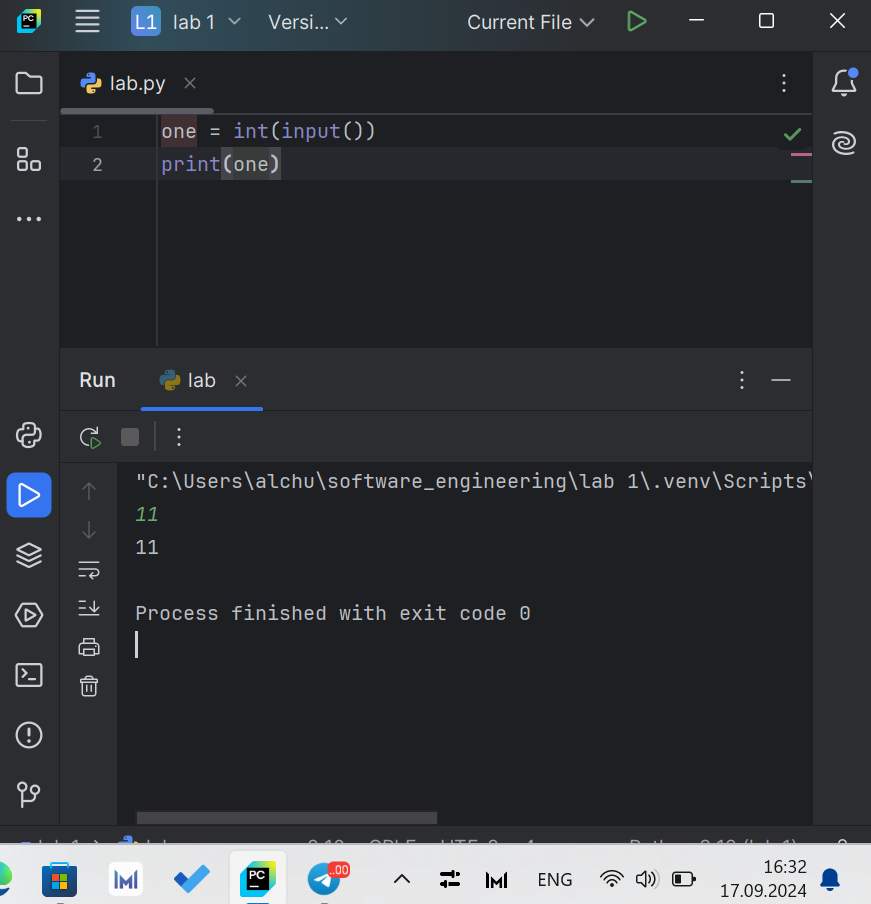 PC
L1 lab 1 Versi... Current File
lab.py
1 one = int(input())
2 print(one)
Run lab
"C:\Users\alchu\software_engineering\lab 1\.venv\Scripts\
11
11
Process finished with exit code 0
PC
..00
ENG
16:32
17.09.2024